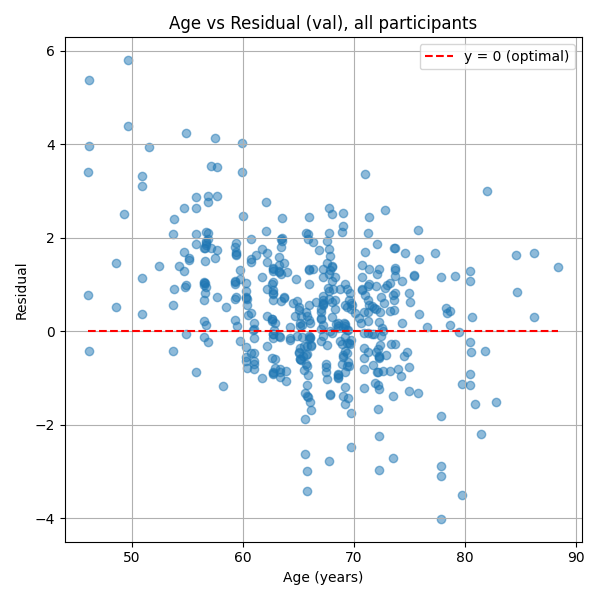 Age vs Residual (val), all participants
y = 0 (optimal)
6
4
2
0
−2
−4
Residual
50 60 70 80 90
Age (years)